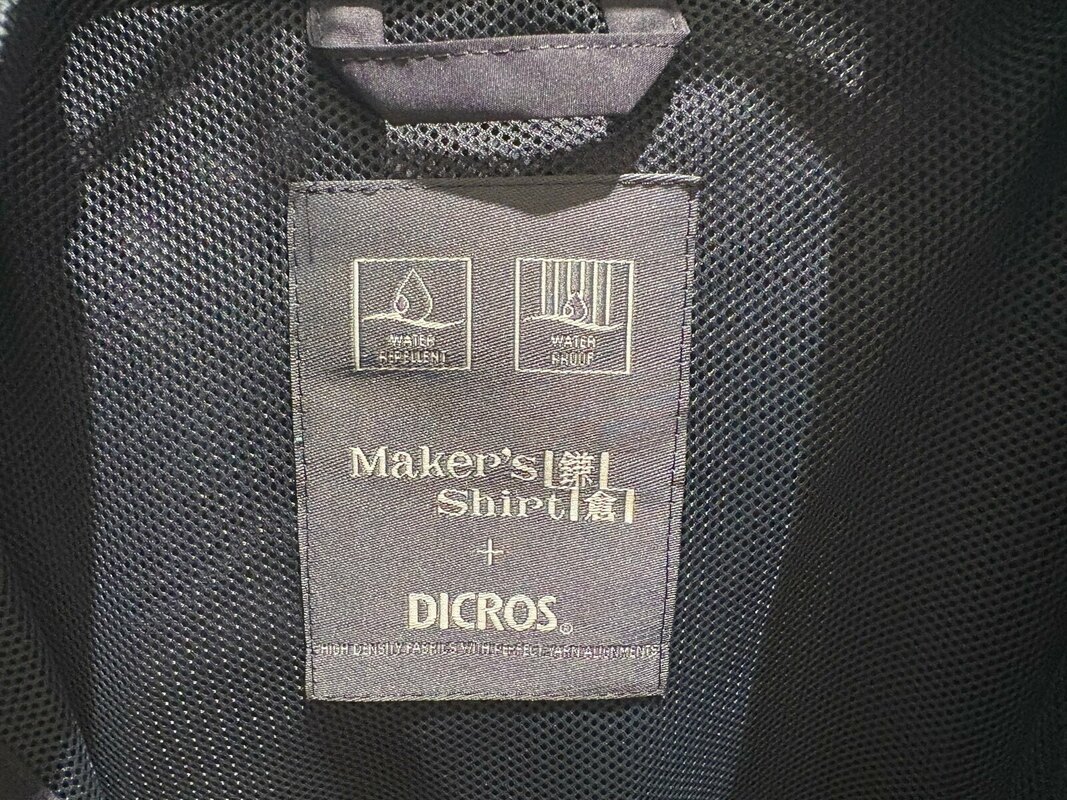 WATER
REPELLENT
WATER
PROOF
Maker's 鎌
Shirt 倉
+
DICROS®
HIGH DENSITY FABRICS WITH PERFECT YARN ALIGNMENTS